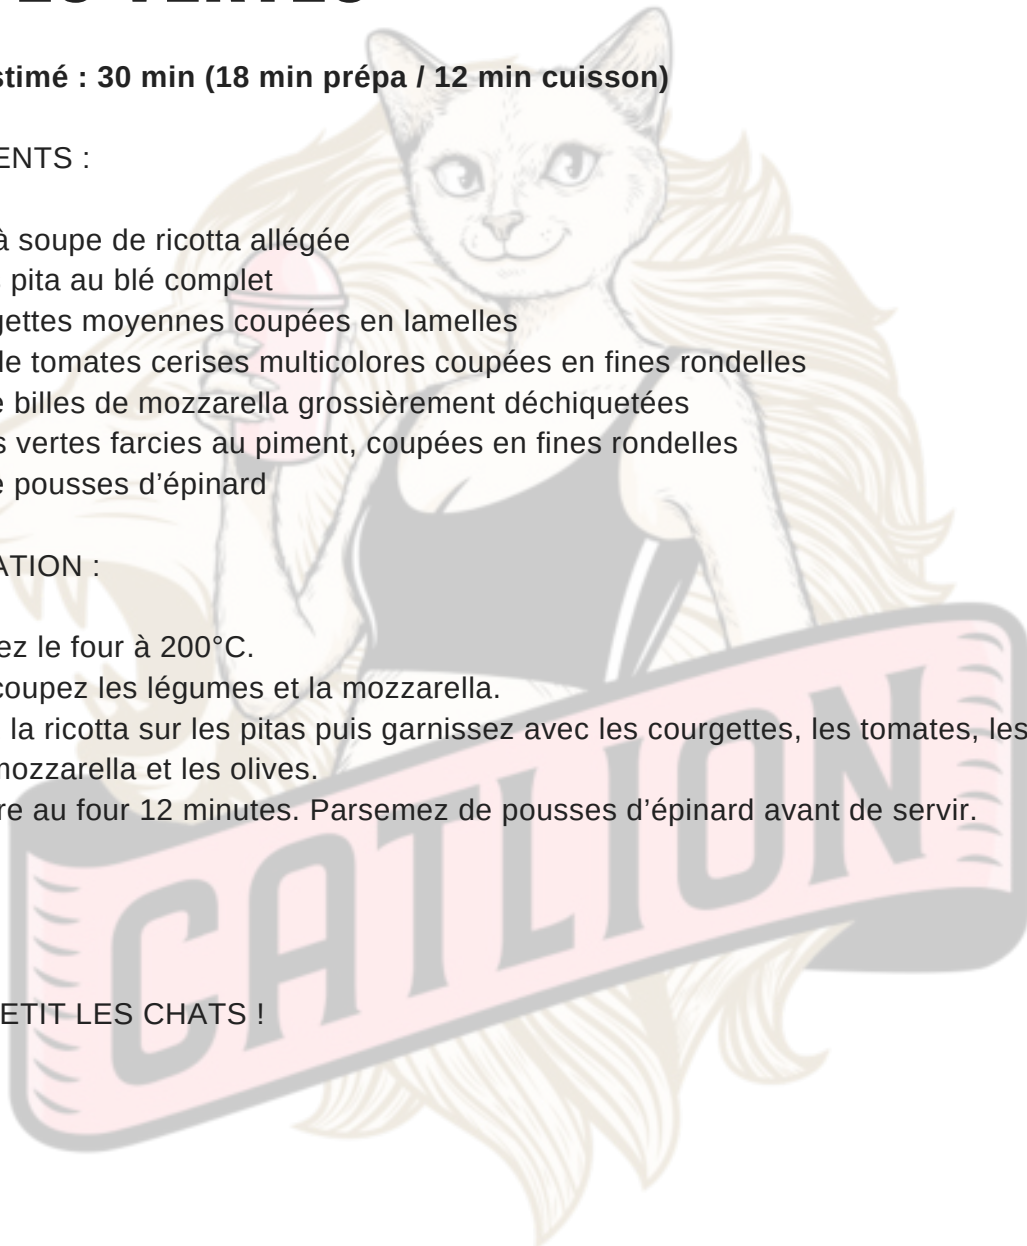 stimé : 30 min (18 min prépa / 12 min cuisson)
ENTS :
à soupe de ricotta allégée
pita au blé complet
gettes moyennes coupées en lamelles
de tomates cerises multicolores coupées en fines rondelles
e billes de mozzarella grossièrement déchiquetées
s vertes farcies au piment, coupées en fines rondelles
e pousses d’épinard
ATION :
ez le four à 200°C.
coupez les légumes et la mozzarella.
la ricotta sur les pitas puis garnissez avec les courgettes, les tomates, les
mozzarella et les olives.
re au four 12 minutes. Parsemez de pousses d’épinard avant de servir.
CATLION
ETIT LES CHATS !